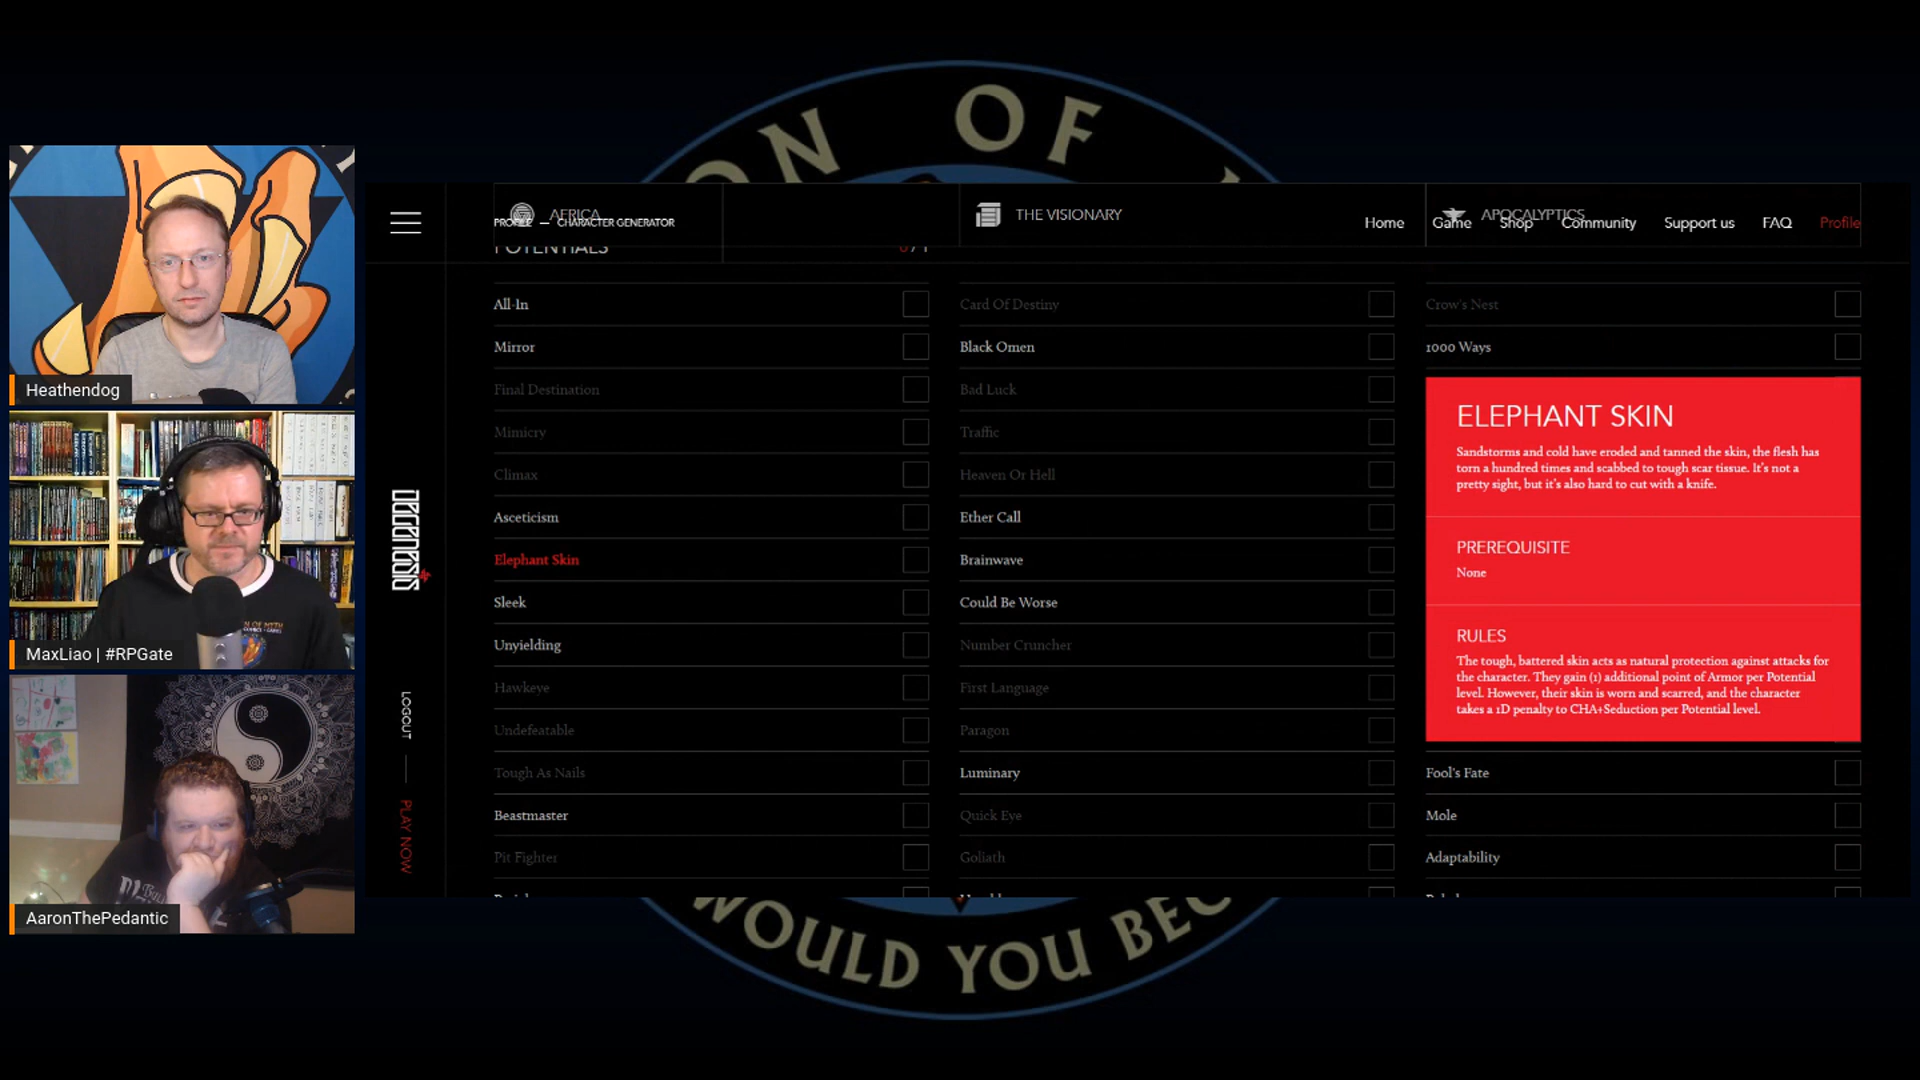 ON OF
AFRICA
THE VISIONARY
APOCALYPTICS
PROFILE — CHARACTER GENERATOR
Home
Game
Shop
Community
Support us
FAQ
Profile
POTENTIALS
All-In
Card Of Destiny
Crow's Nest
Mirror
Black Omen
1000 Ways
Final Destination
Bad Luck
Mimicry
Traffic
Climax
Heaven Or Hell
Asceticism
Ether Call
Elephant Skin
Brainwave
Sleek
Could Be Worse
Unyielding
Number Cruncher
Hawkeye
First Language
Undefeatable
Paragon
Tough As Nails
Luminary
Fool's Fate
Beastmaster
Quick Eye
Mole
Pit Fighter
Goliath
Adaptability
ELEPHANT SKIN
Sandstorms and cold have eroded and tanned the skin, the flesh has
torn a hundred times and scabbed to tough scar tissue. It's not a
pretty sight, but it's also hard to cut with a knife.
PREREQUISITE
None
RULES
The tough, battered skin acts as natural protection against attacks for
the character. They gain (1) additional point of Armor per Potential
level. However, their skin is worn and scarred, and the character
takes a 1D penalty to CHA+Seduction per Potential level.
DEGENESIS
LOGOUT
PLAY NOW
Heathendog
MaxLiao | #RPGate
AaronThePedantic
WOULD YOU BEC